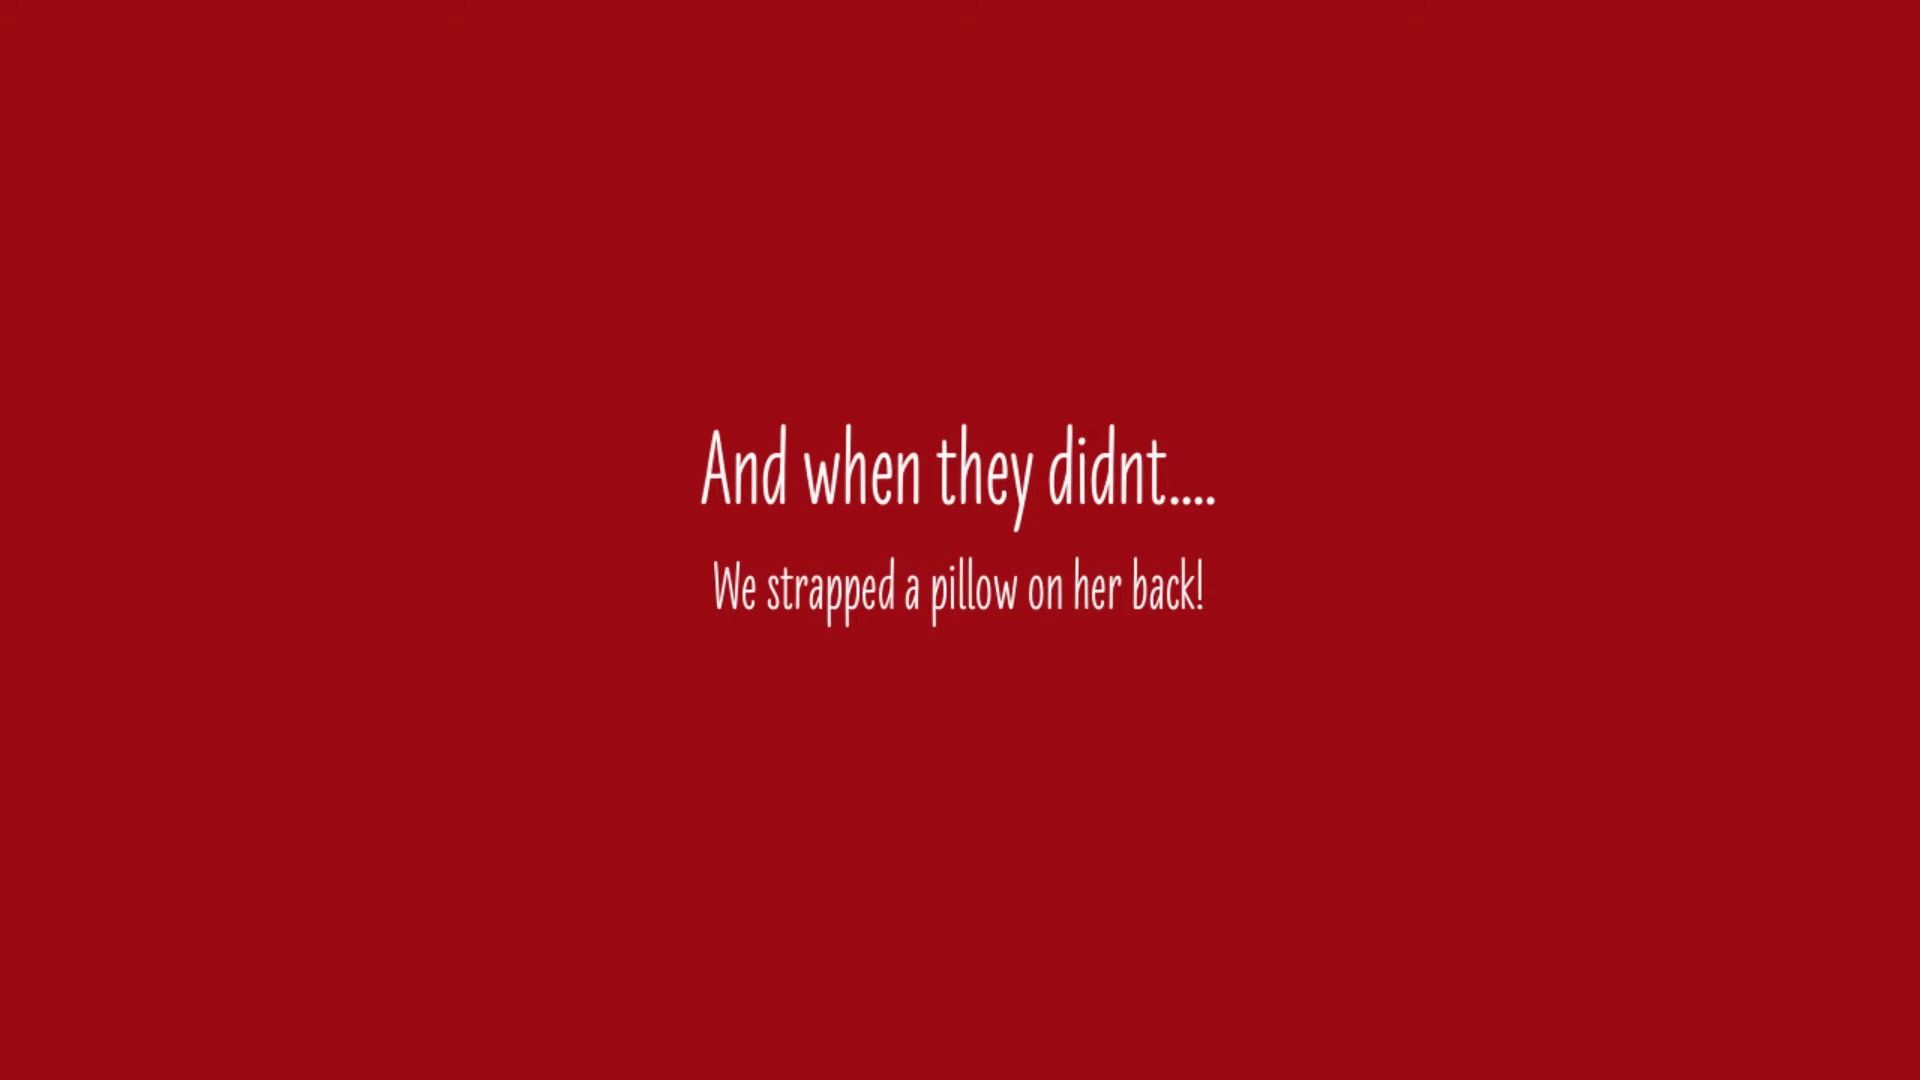 And when they didnt....
We strapped a pillow on her back!